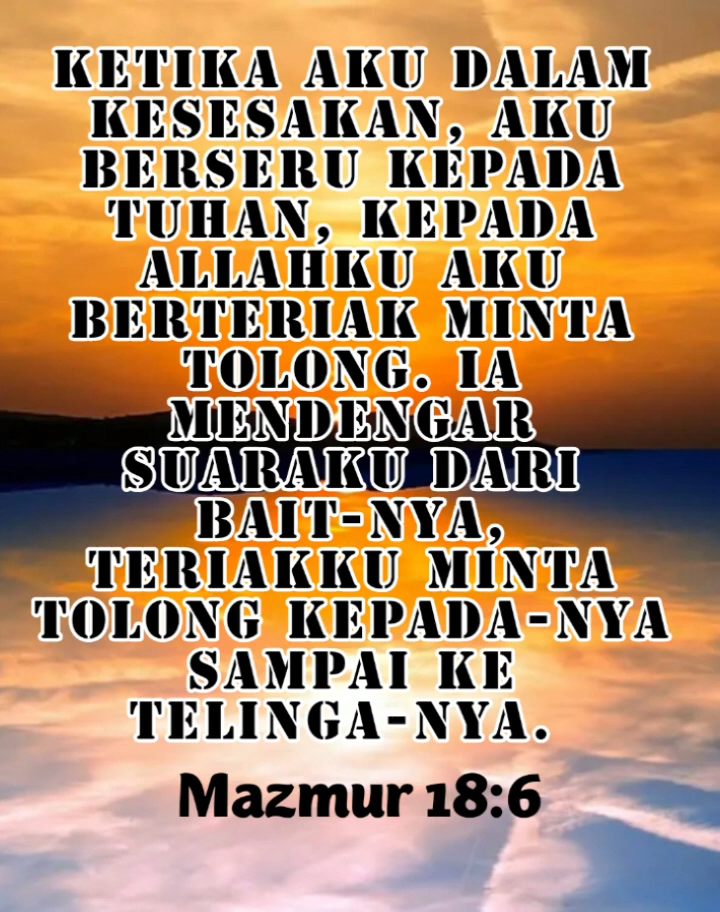 KETIKA AKU DALAM
KESESAKAN, AKU
BERSERU KEPADA
TUHAN, KEPADA
ALLAHKU AKU
BERTERIAK MINTA
TOLONG. IA
MENDENGAR
SUARAKU DARI
BAIT-NYA,
TERIAKKU MINTA
TOLONG KEPADA-NYA
SAMPAI KE
TELINGA-NYA.
Mazmur 18:6